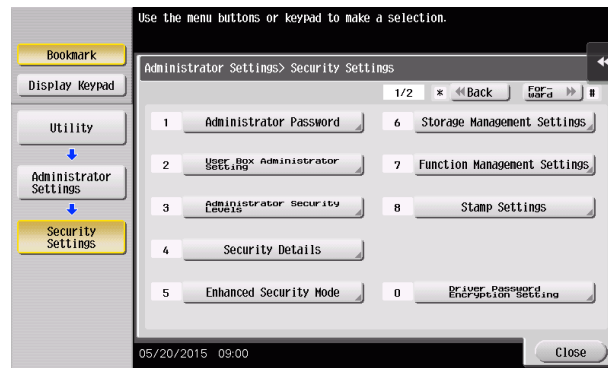 Use the menu buttons or keypad to make a selection.
Bookmark
Display Keypad
Utility
Administrator
Settings
Security
Settings
Administrator Settings> Security Settings
1/2 * Back For-
ward #
1 Administrator Password
2 User Box Administrator
Setting
3 Administrator Security
Levels
4 Security Details
5 Enhanced Security Mode
6 Storage Management Settings
7 Function Management Settings
8 Stamp Settings
0 Driver Password
Encryption Setting
05/20/2015 09:00
Close